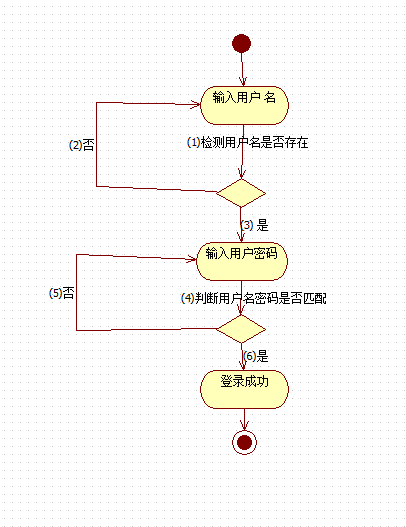 输入用户名
(1)检测用户名是否存在
(2)否
(3) 是
输入用户密码
(4)判断用户名密码是否匹配
(5)否
(6)是
登录成功